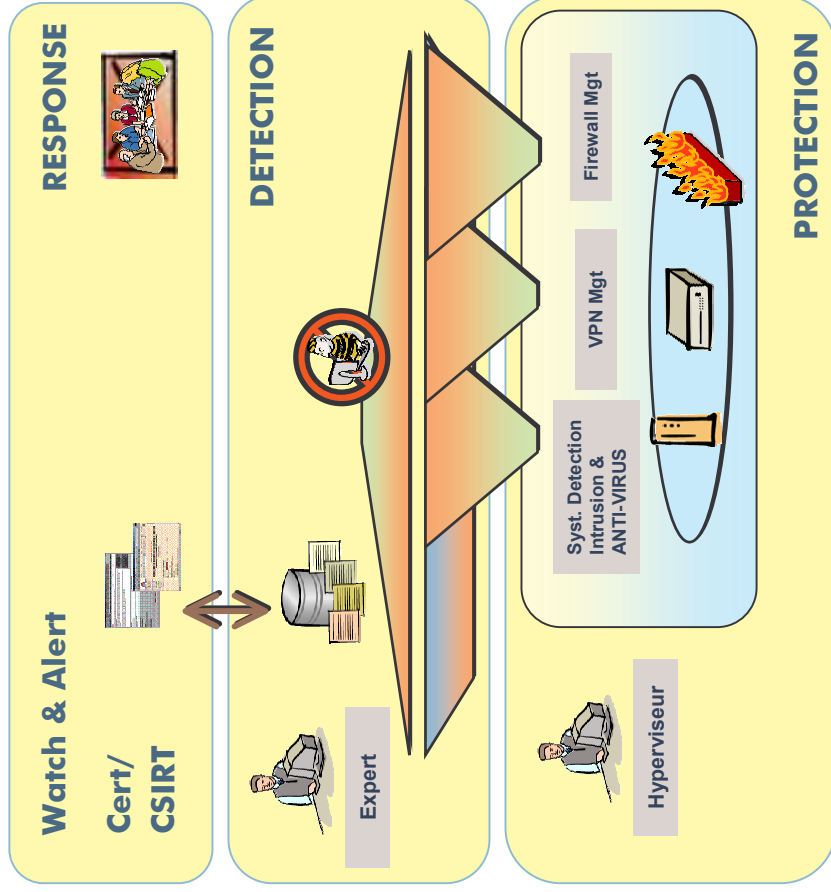 Watch & Alert
RESPONSE
Cert/
CSIRT
DETECTION
Expert
Syst. Detection
Intrusion &
ANTI-VIRUS
VPN Mgt
Firewall Mgt
Hyperviseur
PROTECTION